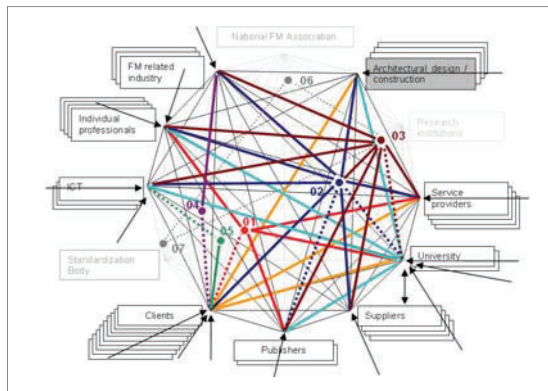 National FM Association
FM related
industry
Architectural design /
construction
06
Individual
professionals
03
Research
institutions
ICT
02
Service
providers
04
01
05
07
University
Standardization
Body
Clients
Suppliers
Publishers